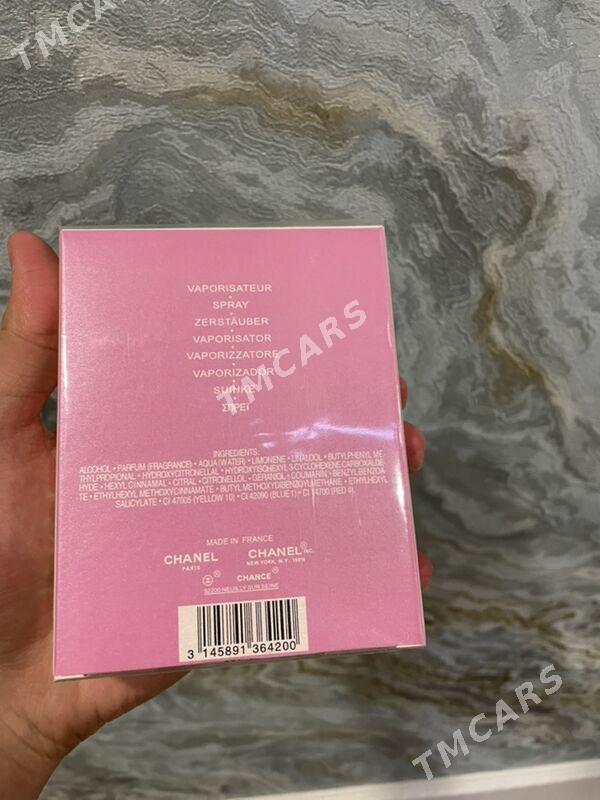 TMCARS
VAPORISATEUR
SPRAY
ZERSTÄUBER
VAPORISATOR
VAPORIZZATORE
VAPORIZADOR
SUIHKE
ΣΠΡΕΪ
TMCARS
INGREDIENTS:
ALCOHOL • PARFUM (FRAGRANCE) • AQUA (WATER) • LIMONENE • LINALOOL • BUTYLPHENYL ME
THYLPROPIONAL • HYDROXYCITRONELLAL • HYDROXYISOHEXYL 3-CYCLOHEXENE CARBOXALDE
HYDE • HEXYL CINNAMAL • CITRAL • CITRONELLOL • GERANIOL • COUMARIN • BENZYL BENZOA
TE • ETHYLHEXYL METHOXYCINNAMATE • BUTYL METHOXYDIBENZOYLMETHANE • ETHYLHEXYL
SALICYLATE • CI 47005 (YELLOW 10) • CI 42090 (BLUE 1) • CI 14700 (RED 4).
MADE IN FRANCE
CHANEL CHANEL® INC.
PARIS NEW YORK, N.Y. 10019
® CHANCE®
92200 NEUILLY SUR SEINE
3 145891 364200
TMCARS